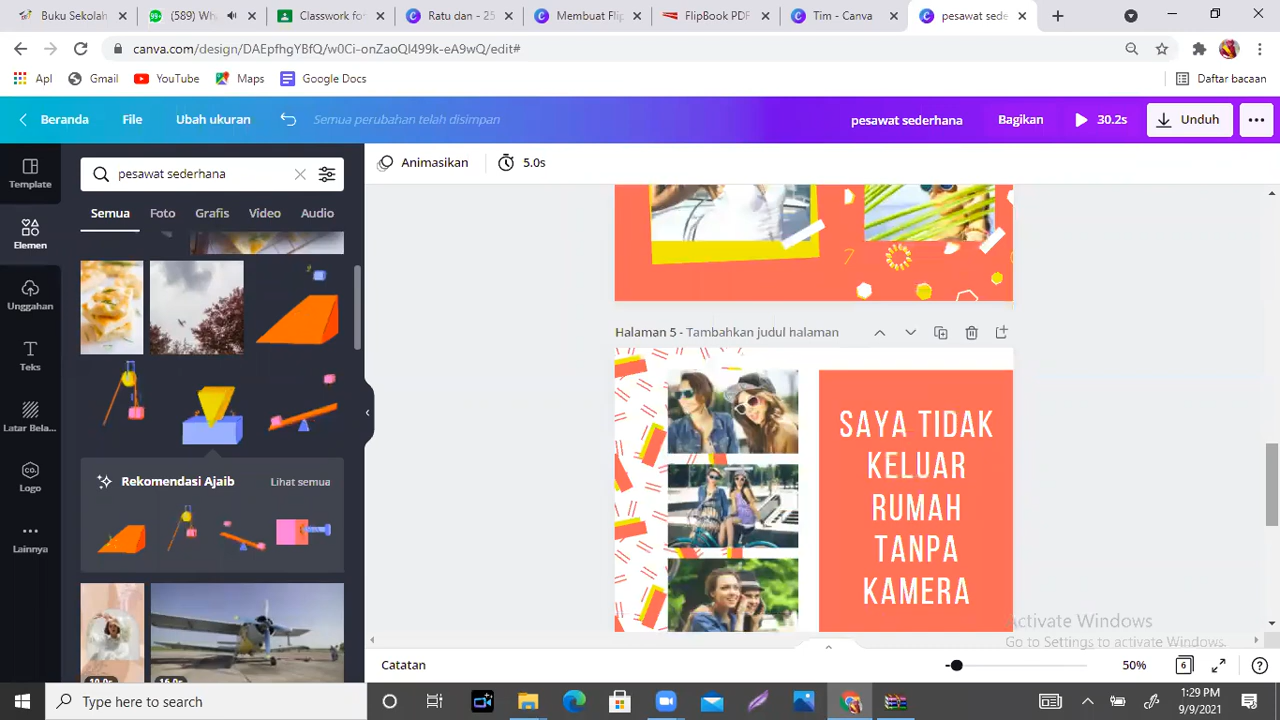 Buku Sekolah
(589) Wh
Classwork fo
Ratu dan - 25
Membuat Flip
FlipBook PDF
Tim - Canva
pesawat sede
canva.com/design/DAEpfhgYBfQ/w0Ci-onZaoQI499k-eA9wQ/edit#
Apl
Gmail
YouTube
Maps
Google Docs
Daftar bacaan
Beranda
File
Ubah ukuran
Semua perubahan telah disimpan
pesawat sederhana
Bagikan
30.2s
Unduh
Template
Elemen
Unggahan
Teks
Latar Bela...
Logo
CO.
Lainnya
pesawat sederhana
Semua
Foto
Grafis
Video
Audio
Rekomendasi Ajaib
Lihat semua
Animasikan
5.0s
Halaman 5 - Tambahkan judul halaman
SAYA TIDAK
KELUAR
RUMAH
TANPA
KAMERA
Activate Windows
Go to Settings to activate Windows.
Catatan
50%
6
Type here to search
1:29 PM
9/9/2021